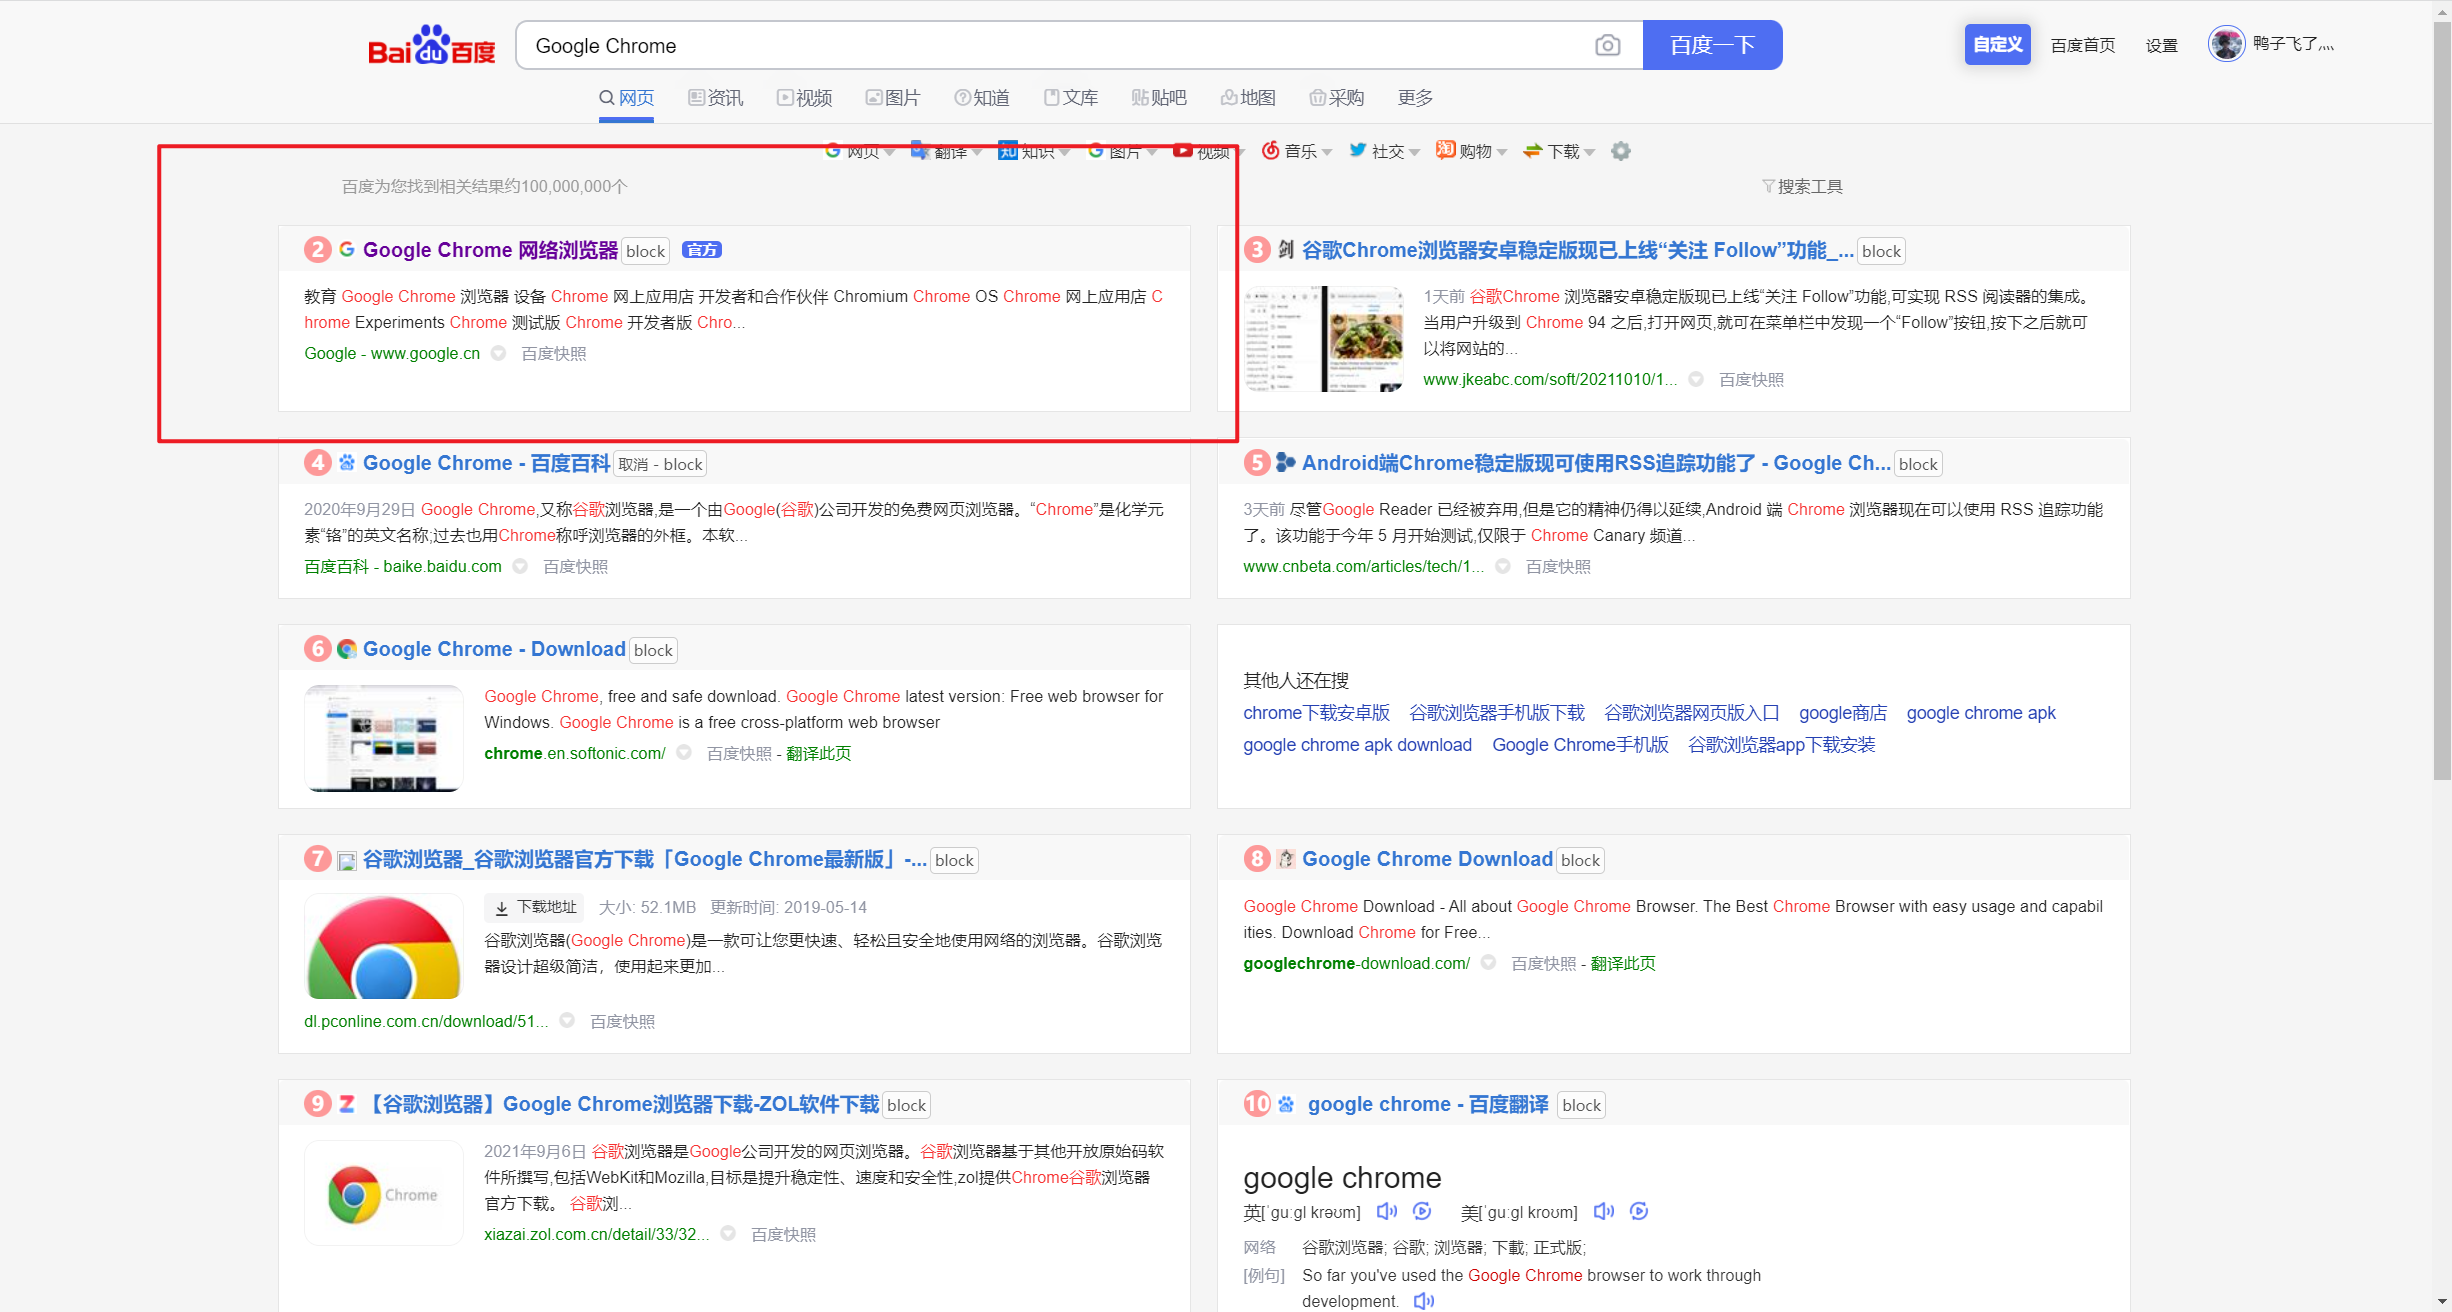 Bai du 百度
Google Chrome
百度一下
自定义 百度首页 设置 鸭子飞了灬
网页 资讯 视频 图片 知道 文库 贴吧 地图 采购 更多
网页 翻译 知识 图片 视频 音乐 社交 购物 下载
百度为您找到相关结果约100,000,000个
搜索工具
2 Google Chrome 网络浏览器 block 官方
教育 Google Chrome 浏览器 设备 Chrome 网上应用店 开发者和合作伙伴 Chromium Chrome OS Chrome 网上应用店 C
hrome Experiments Chrome 测试版 Chrome 开发者版 Chro...
Google - www.google.cn 百度快照
3 剑 谷歌Chrome浏览器安卓稳定版现已上线“关注 Follow”功能_... block
1天前 谷歌Chrome 浏览器安卓稳定版现已上线“关注 Follow”功能,可实现 RSS 阅读器的集成。
当用户升级到 Chrome 94 之后,打开网页,就可在菜单栏中发现一个“Follow”按钮,按下之后就可
以将网站的...
www.jkeabc.com/soft/20211010/1... 百度快照
4 Google Chrome - 百度百科 取消 - block
2020年9月29日 Google Chrome,又称谷歌浏览器,是一个由Google(谷歌)公司开发的免费网页浏览器。“Chrome”是化学元
素“铬”的英文名称;过去也用Chrome称呼浏览器的外框。本软...
百度百科 - baike.baidu.com 百度快照
5 Android端Chrome稳定版现可使用RSS追踪功能了 - Google Ch... block
3天前 尽管Google Reader 已经被弃用,但是它的精神仍得以延续,Android 端 Chrome 浏览器现在可以使用 RSS 追踪功能
了。该功能于今年 5 月开始测试,仅限于 Chrome Canary 频道...
www.cnbeta.com/articles/tech/1... 百度快照
6 Google Chrome - Download block
Google Chrome, free and safe download. Google Chrome latest version: Free web browser for
Windows. Google Chrome is a free cross-platform web browser
chrome.en.softonic.com/ 百度快照 - 翻译此页
其他人还在搜
chrome下载安卓版 谷歌浏览器手机版下载 谷歌浏览器网页版入口 google商店 google chrome apk
google chrome apk download Google Chrome手机版 谷歌浏览器app下载安装
7 谷歌浏览器_谷歌浏览器官方下载「Google Chrome最新版」-... block
下载地址 大小: 52.1MB 更新时间: 2019-05-14
谷歌浏览器(Google Chrome)是一款可让您更快速、轻松且安全地使用网络的浏览器。谷歌浏览
器设计超级简洁，使用起来更加...
dl.pconline.com.cn/download/51... 百度快照
8 Google Chrome Download block
Google Chrome Download - All about Google Chrome Browser. The Best Chrome Browser with easy usage and capabil
ities. Download Chrome for Free...
googlechrome-download.com/ 百度快照 - 翻译此页
9 【谷歌浏览器】Google Chrome浏览器下载-ZOL软件下载 block
Chrome
2021年9月6日 谷歌浏览器是Google公司开发的网页浏览器。谷歌浏览器基于其他开放原始码软
件所撰写,包括WebKit和Mozilla,目标是提升稳定性、速度和安全性,zol提供Chrome谷歌浏览器
官方下载。 谷歌浏...
xiazai.zol.com.cn/detail/33/32... 百度快照
10 google chrome - 百度翻译 block
google chrome
英[ˈɡuːɡl krəʊm] 美[ˈɡuːɡl kroʊm]
网络 谷歌浏览器; 谷歌; 浏览器; 下載; 正式版;
[例句] So far you've used the Google Chrome browser to work through
development.